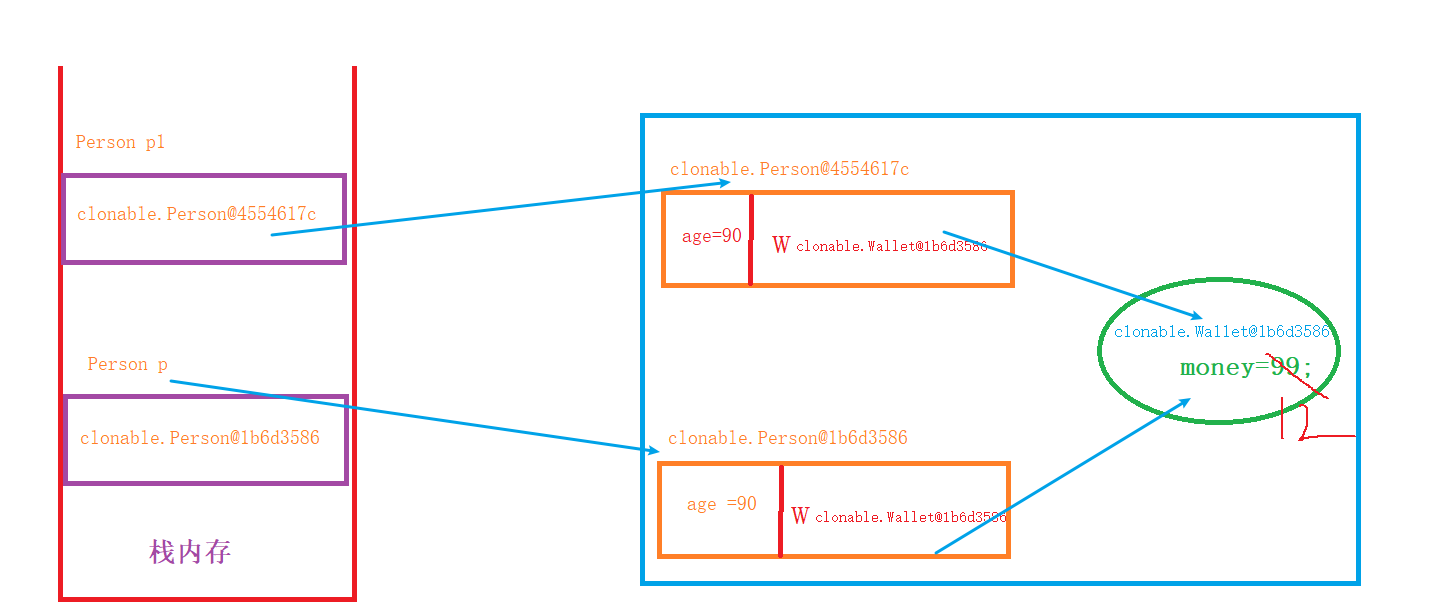 Person p1
clonable.Person@4554617c
Person p
clonable.Person@1b6d3586
栈内存
clonable.Person@4554617c
age=90
W clonable.Wallet@1b6d3586
clonable.Wallet@1b6d3586
money=99;
12
clonable.Person@1b6d3586
age =90
W clonable.Wallet@1b6d3586